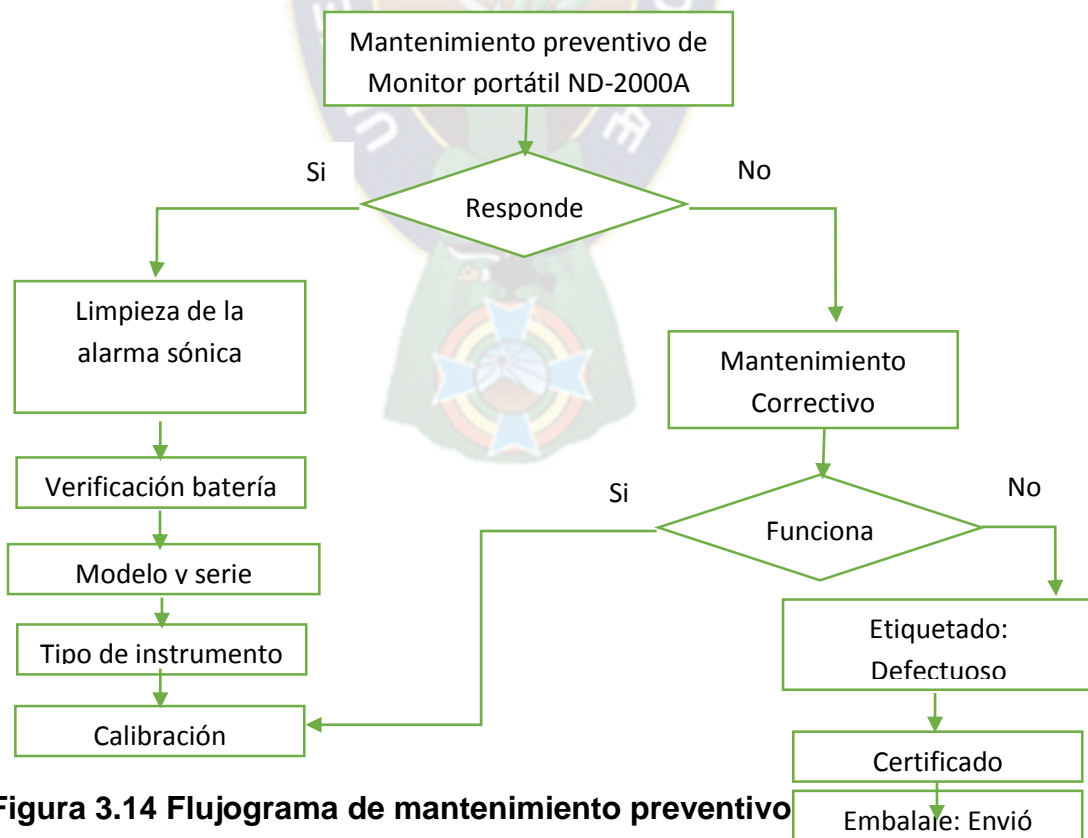 Mantenimiento preventivo de
Monitor portátil ND-2000A
Si
No
Responde
Limpieza de la
alarma sónica
Mantenimiento
Correctivo
Verificación batería
Si
No
Funciona
Modelo y serie
Tipo de instrumento
Etiquetado:
Defectuoso
Calibración
Certificado
Figura 3.14 Flujograma de mantenimiento preventivo
Embalaje: Envió